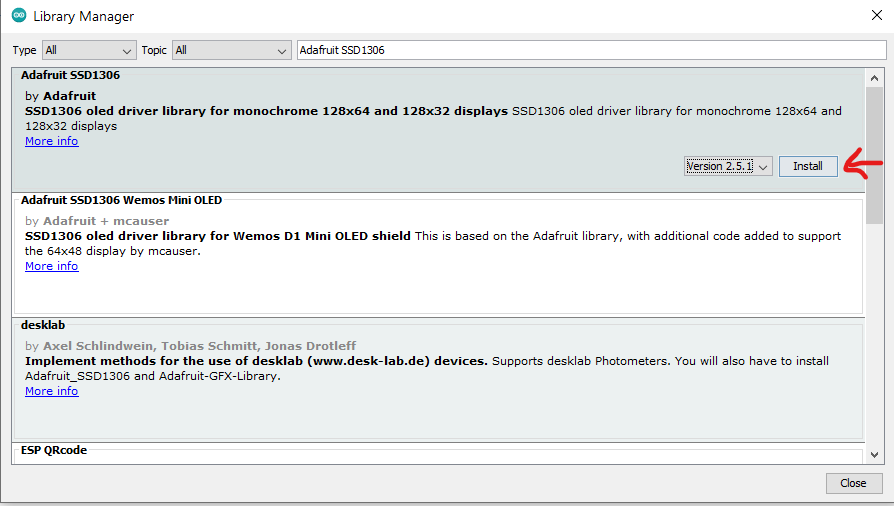 Library Manager
Type All Topic All Adafruit SSD1306
Adafruit SSD1306
by Adafruit
SSD1306 oled driver library for monochrome 128x64 and 128x32 displays SSD1306 oled driver library for monochrome 128x64 and
128x32 displays
More info
Version 2.5.1 Install
Adafruit SSD1306 Wemos Mini OLED
by Adafruit + mcauser
SSD1306 oled driver library for Wemos D1 Mini OLED shield This is based on the Adafruit library, with additional code added to support
the 64x48 display by mcauser.
More info
desklab
by Axel Schlindwein, Tobias Schmitt, Jonas Drotleff
Implement methods for the use of desklab (www.desk-lab.de) devices. Supports desklab Photometers. You will also have to install
Adafruit_SSD1306 and Adafruit-GFX-Library.
More info
ESP QRcode
Close